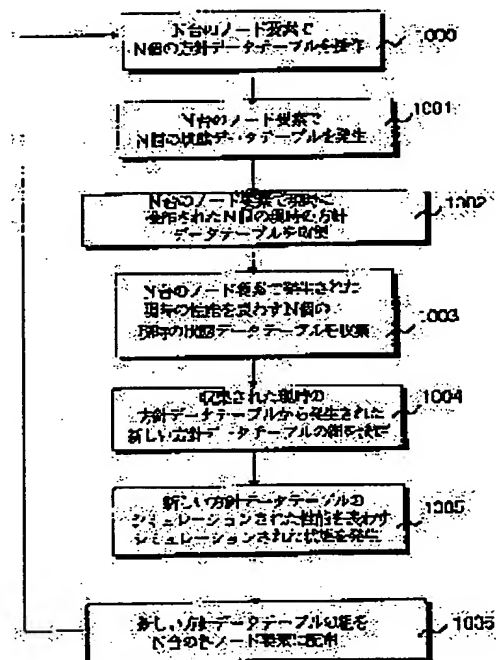 N台のノード要素で
N個の方針データテーブルを操作
1000
N台のノード要素で
N個の状態データテーブルを発生
1001
N台のノード要素で現時に
操作されたN個の現時の方針
データテーブルを収集
1002
N台のノード要素で発生された
現時の性能を表わすN個の
現時の状態データテーブルを収集
1003
収集された現時の
方針データテーブルから発生された
新しい方針データテーブルの組を
1004
新しい方針データテーブルの
シミュレーションされた性能を表わす
シミュレーションされた状態を発生
1005
新しい方針データテーブルの組を
N台の各ノード要素に配布
1006